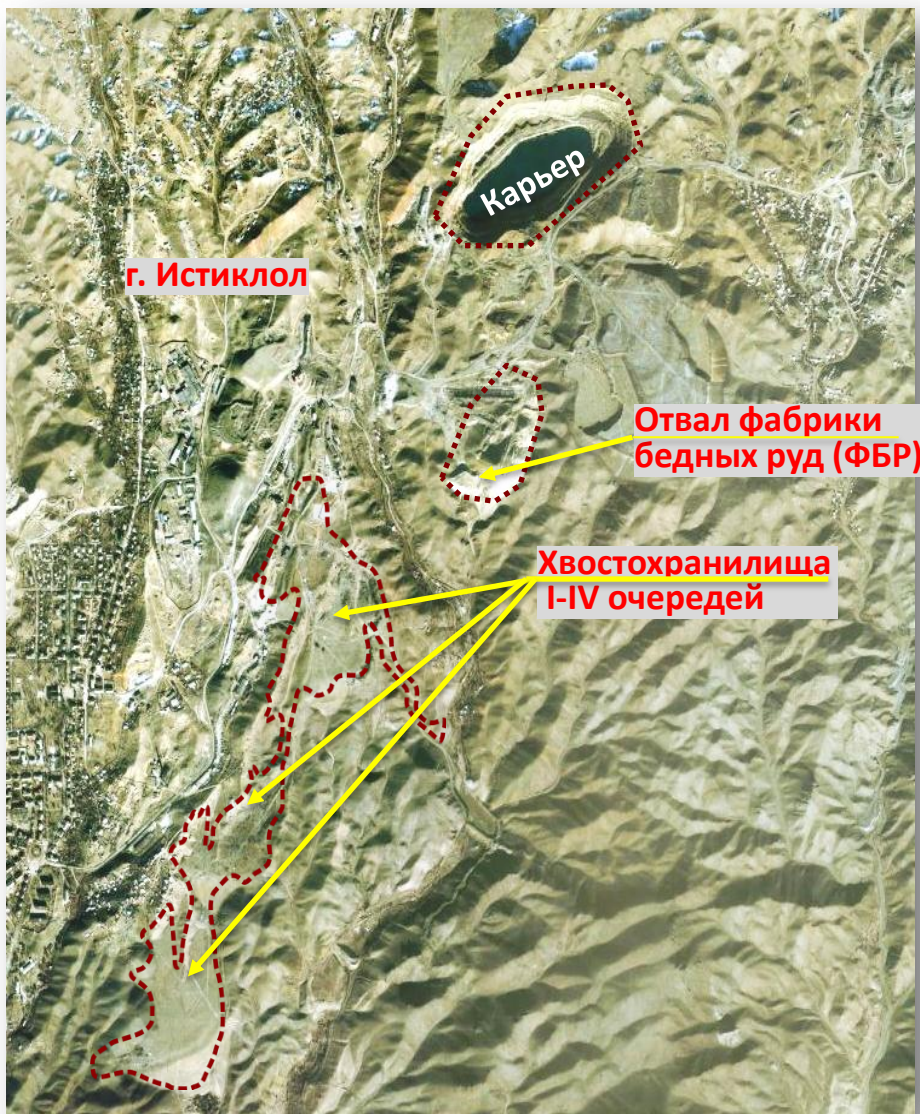 Карьер
г. Истиклол
Отвал фабрики
бедных руд (ФБР)
Хвостохранилища
I-IV очередей